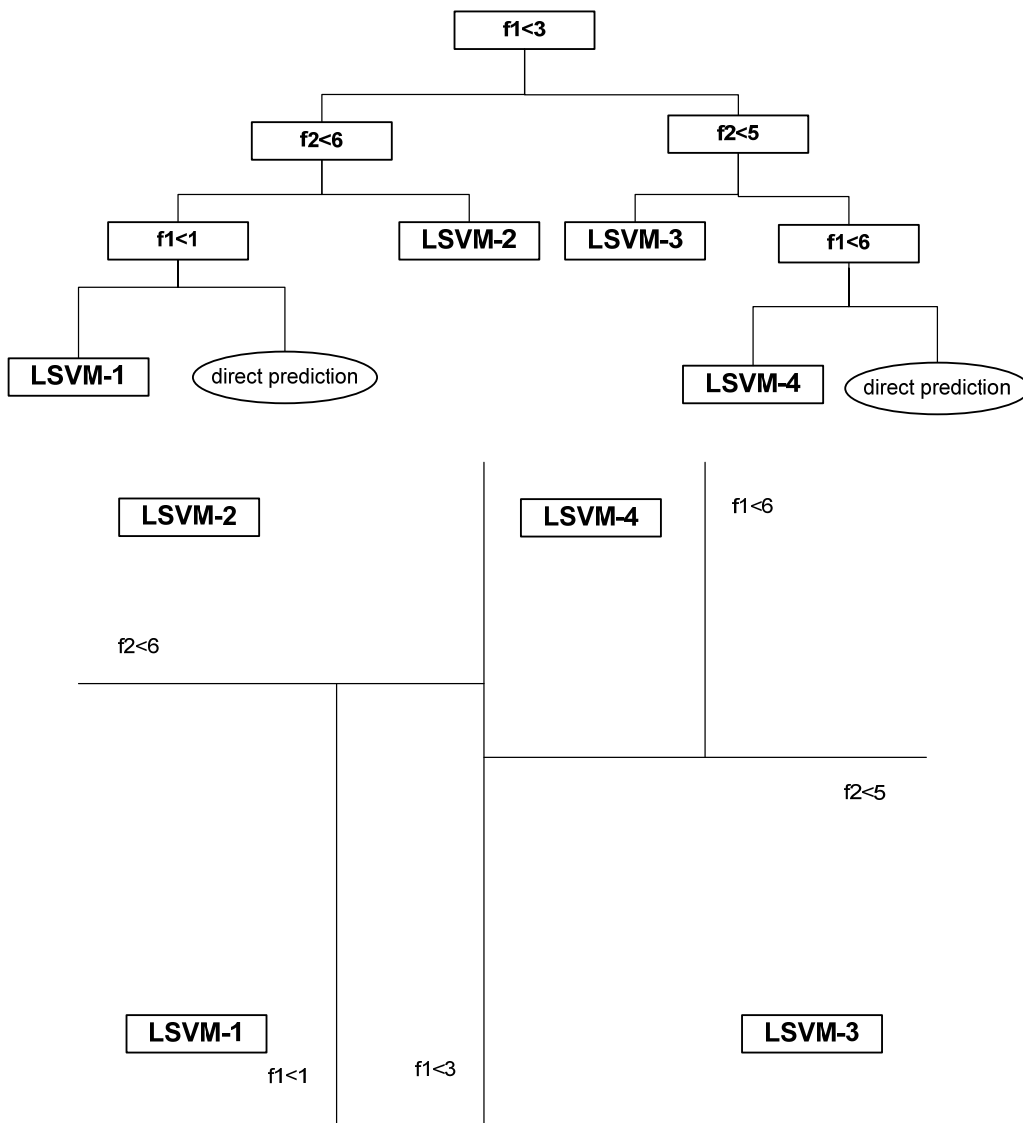 f1<3
f2<6
f2<5
f1<1
LSVM-2
LSVM-3
f1<6
LSVM-1
direct prediction
LSVM-4
direct prediction
LSVM-2
LSVM-4
f1<6
f2<6
f2<5
LSVM-1
LSVM-3
f1<1
f1<3